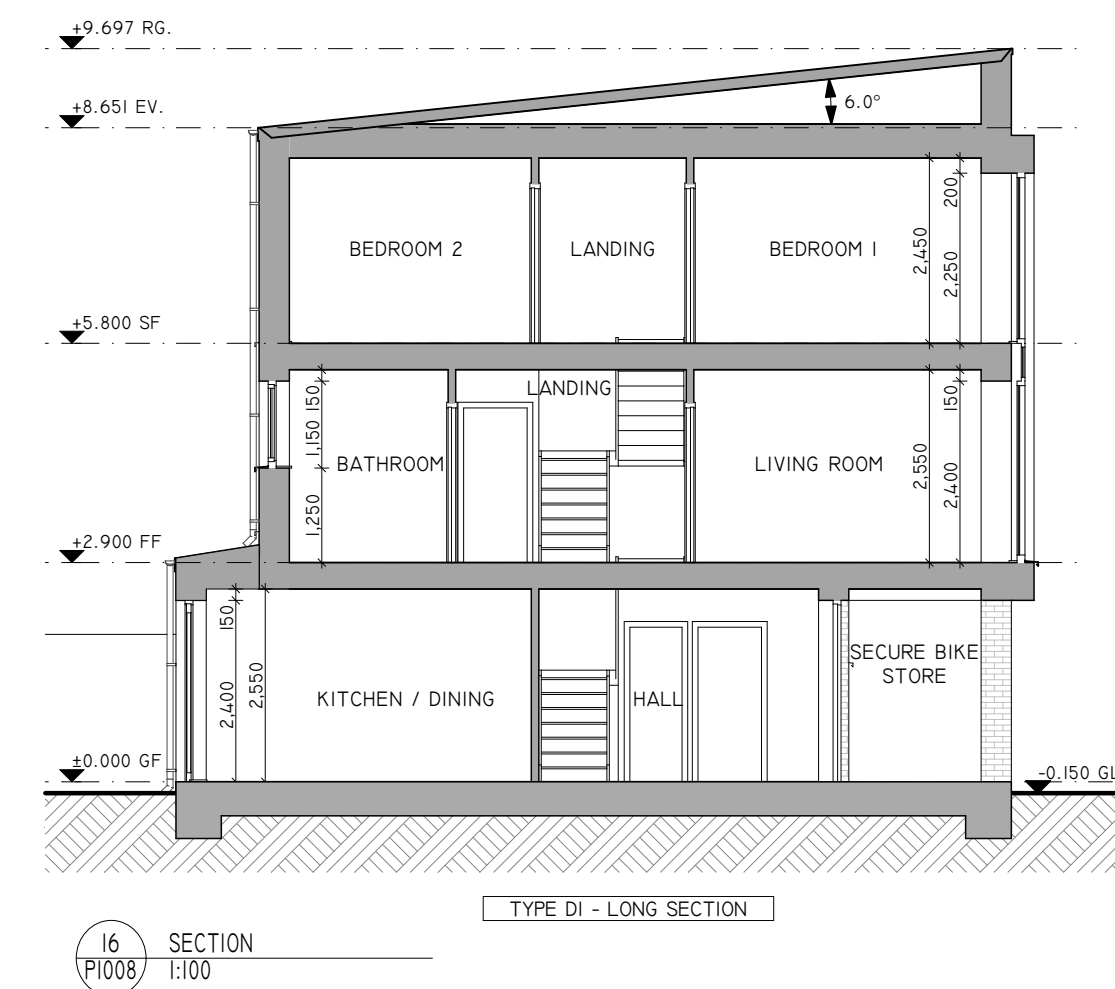 +9.697 RG.
+8.651 EV.
6.0°
BEDROOM 2
LANDING
BEDROOM 1
2,450
200
2,250
+5.800 SF
LANDING
150
1,150
1,250
BATHROOM
LIVING ROOM
2,550
150
2,400
+2.900 FF
150
2,400
2,550
KITCHEN / DINING
HALL
SECURE BIKE
STORE
±0.000 GF
-0.150 GL
TYPE D1 - LONG SECTION
16
P1008
SECTION
1:100